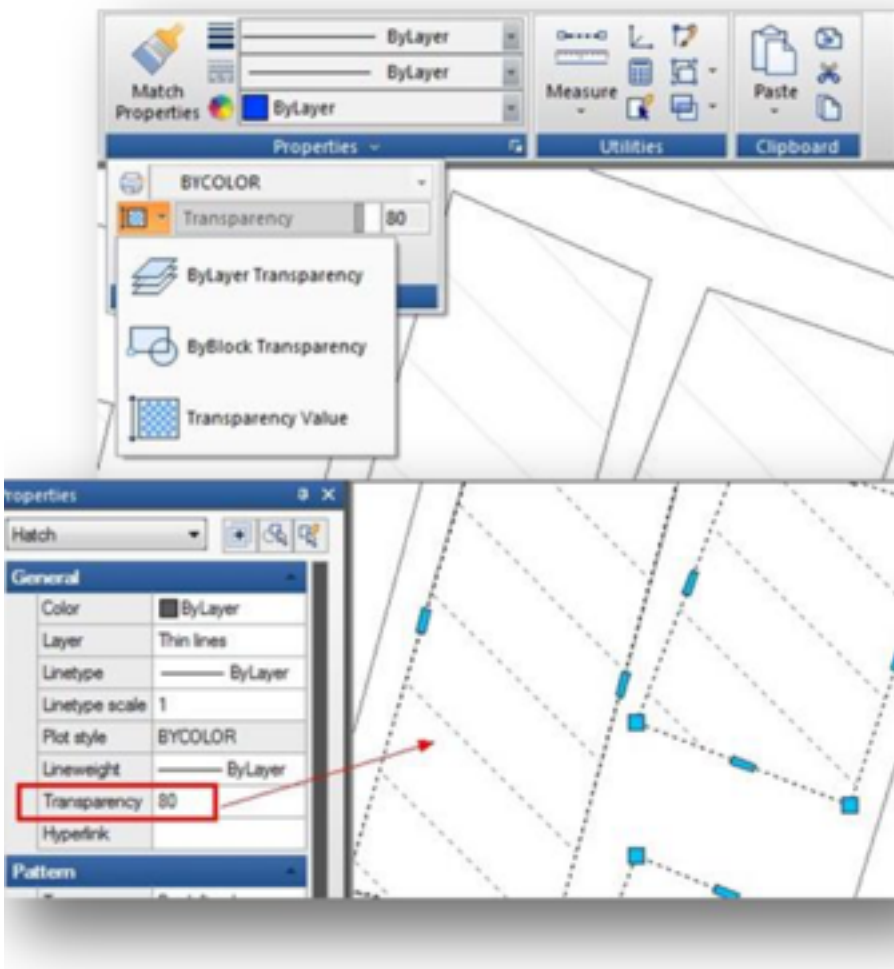 ByLayer
ByLayer
Match
Properties
ByLayer
Measure
Paste
Properties
Utilities
Clipboard
BYCOLOR
Transparency 80
ByLayer Transparency
ByBlock Transparency
Transparency Value
roperties
Hatch
General
Color ByLayer
Layer Thin lines
Linetype ByLayer
Linetype scale 1
Plot style BYCOLOR
Lineweight ByLayer
Transparency 80
Hyperlink
Pattern